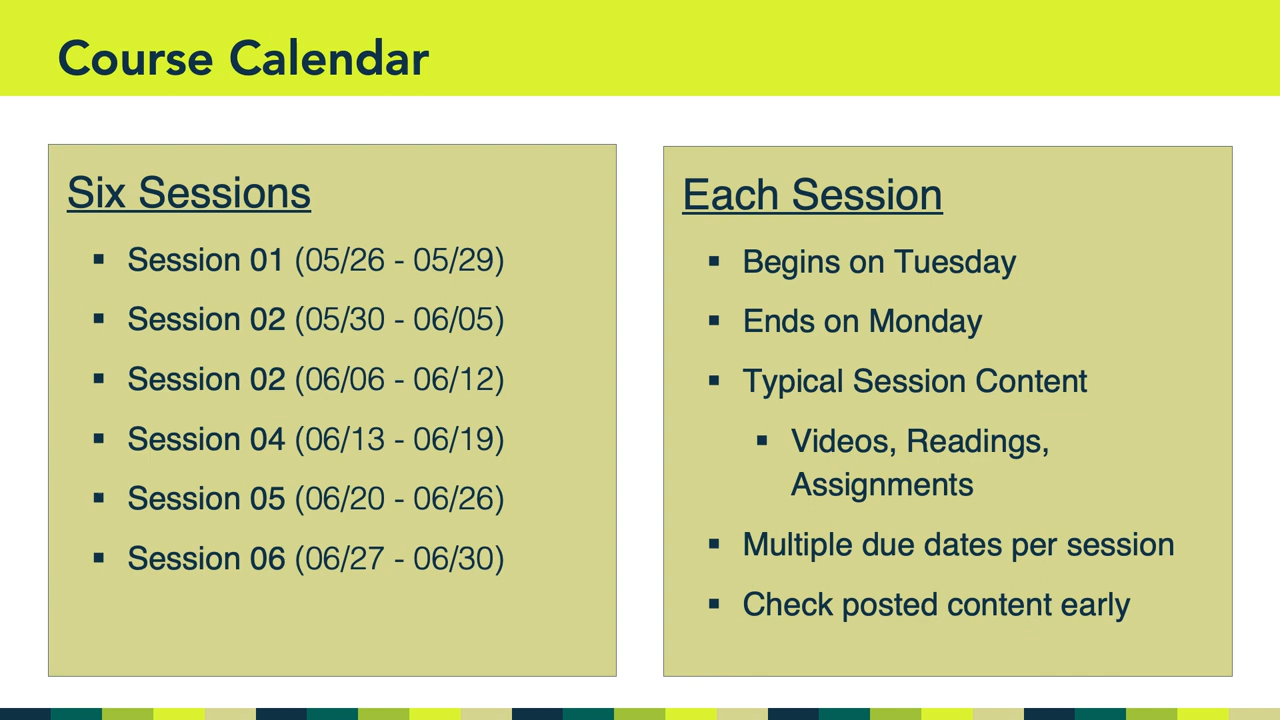 Course Calendar
Six Sessions
▪ Session 01 (05/26 - 05/29)
▪ Session 02 (05/30 - 06/05)
▪ Session 02 (06/06 - 06/12)
▪ Session 04 (06/13 - 06/19)
▪ Session 05 (06/20 - 06/26)
▪ Session 06 (06/27 - 06/30)
Each Session
▪ Begins on Tuesday
▪ Ends on Monday
▪ Typical Session Content
▪ Videos, Readings,
Assignments
▪ Multiple due dates per session
▪ Check posted content early